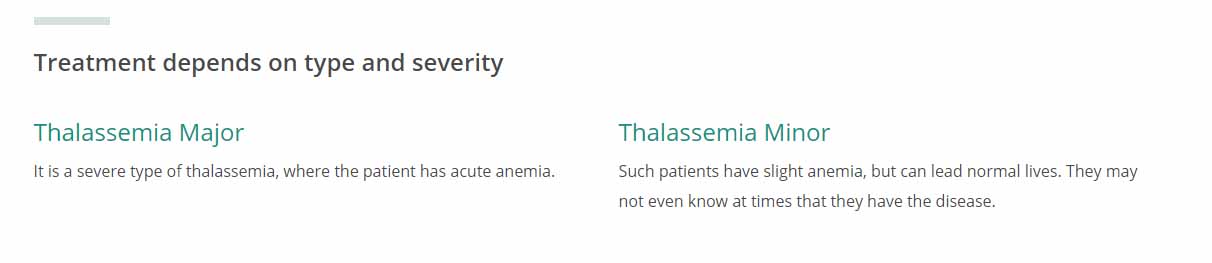 Treatment depends on type and severity
Thalassemia Major
It is a severe type of thalassemia, where the patient has acute anemia.
Thalassemia Minor
Such patients have slight anemia, but can lead normal lives. They may
not even know at times that they have the disease.